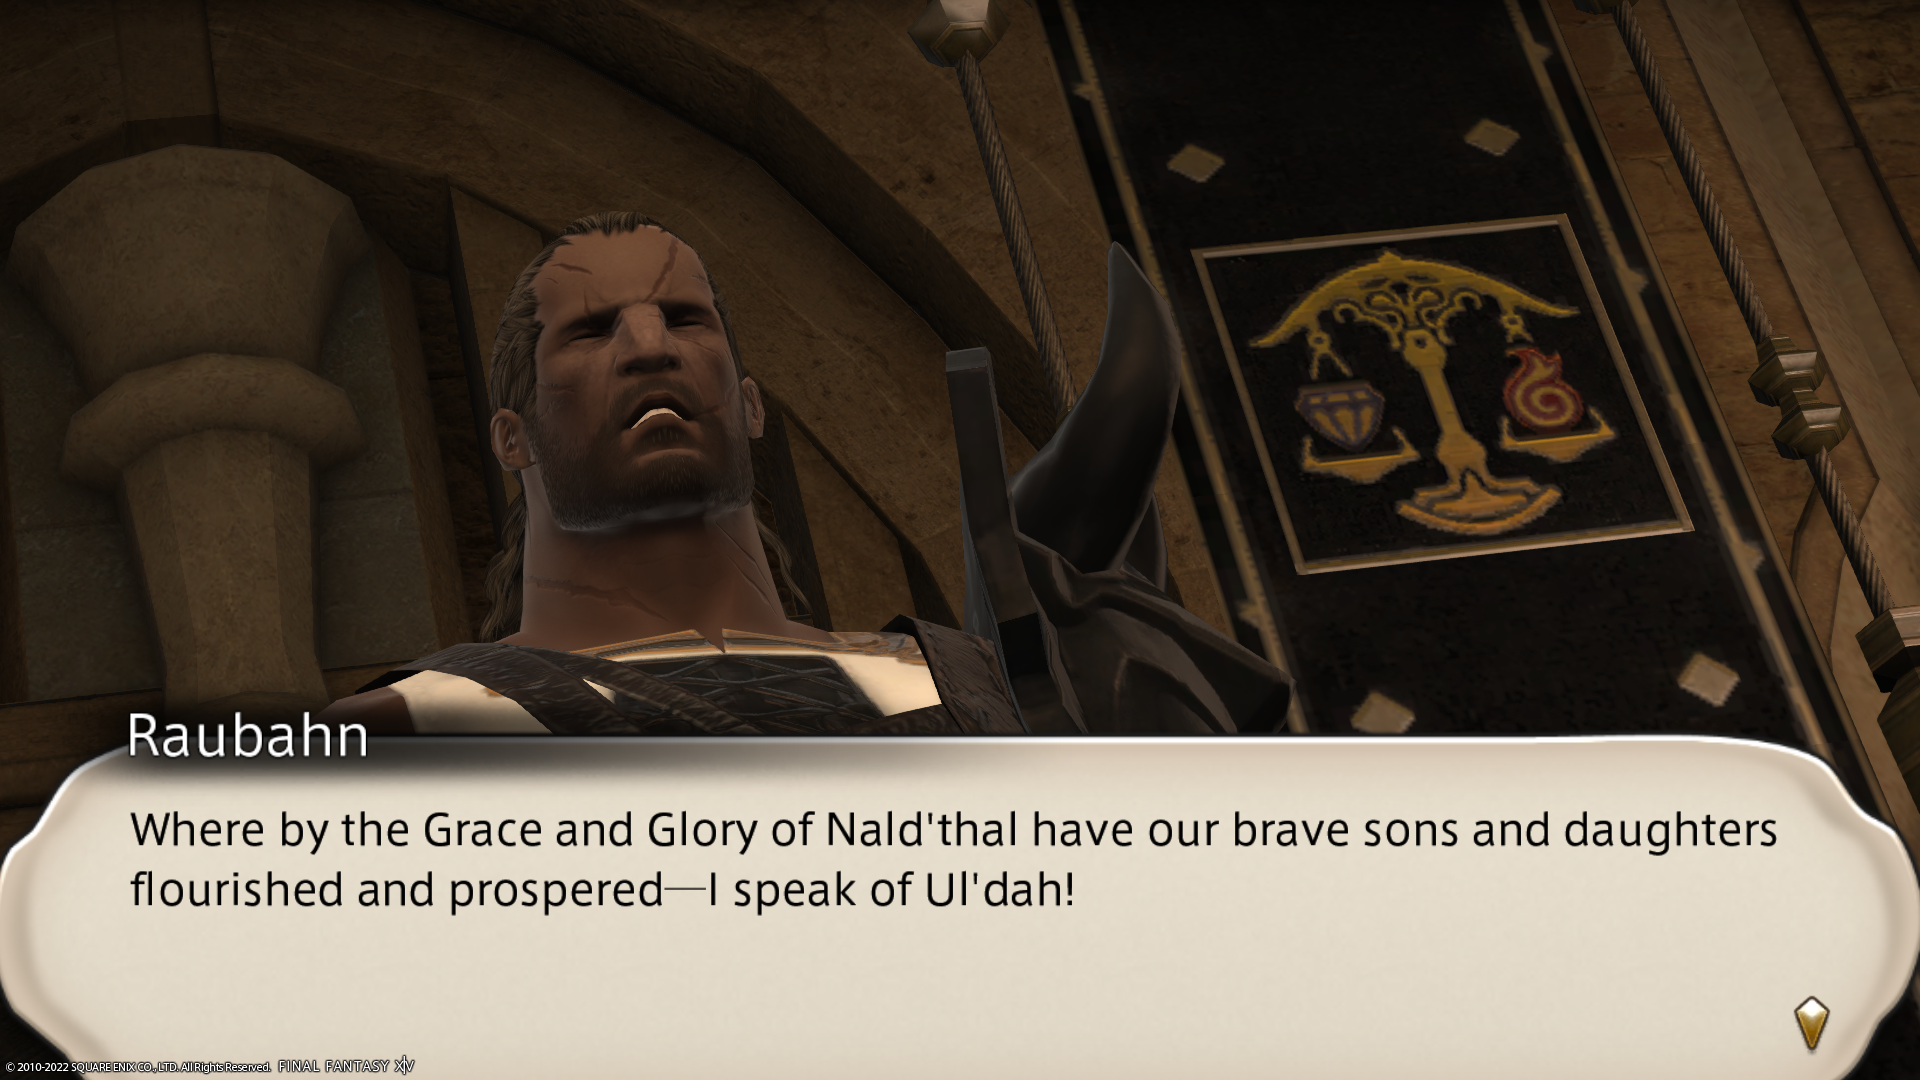 Raubahn
Where by the Grace and Glory of Nald'thal have our brave sons and daughters
flourished and prospered—I speak of Ul'dah!
© 2010-2022 SQUARE ENIX CO., LTD. All Rights Reserved. FINAL FANTASY XIV